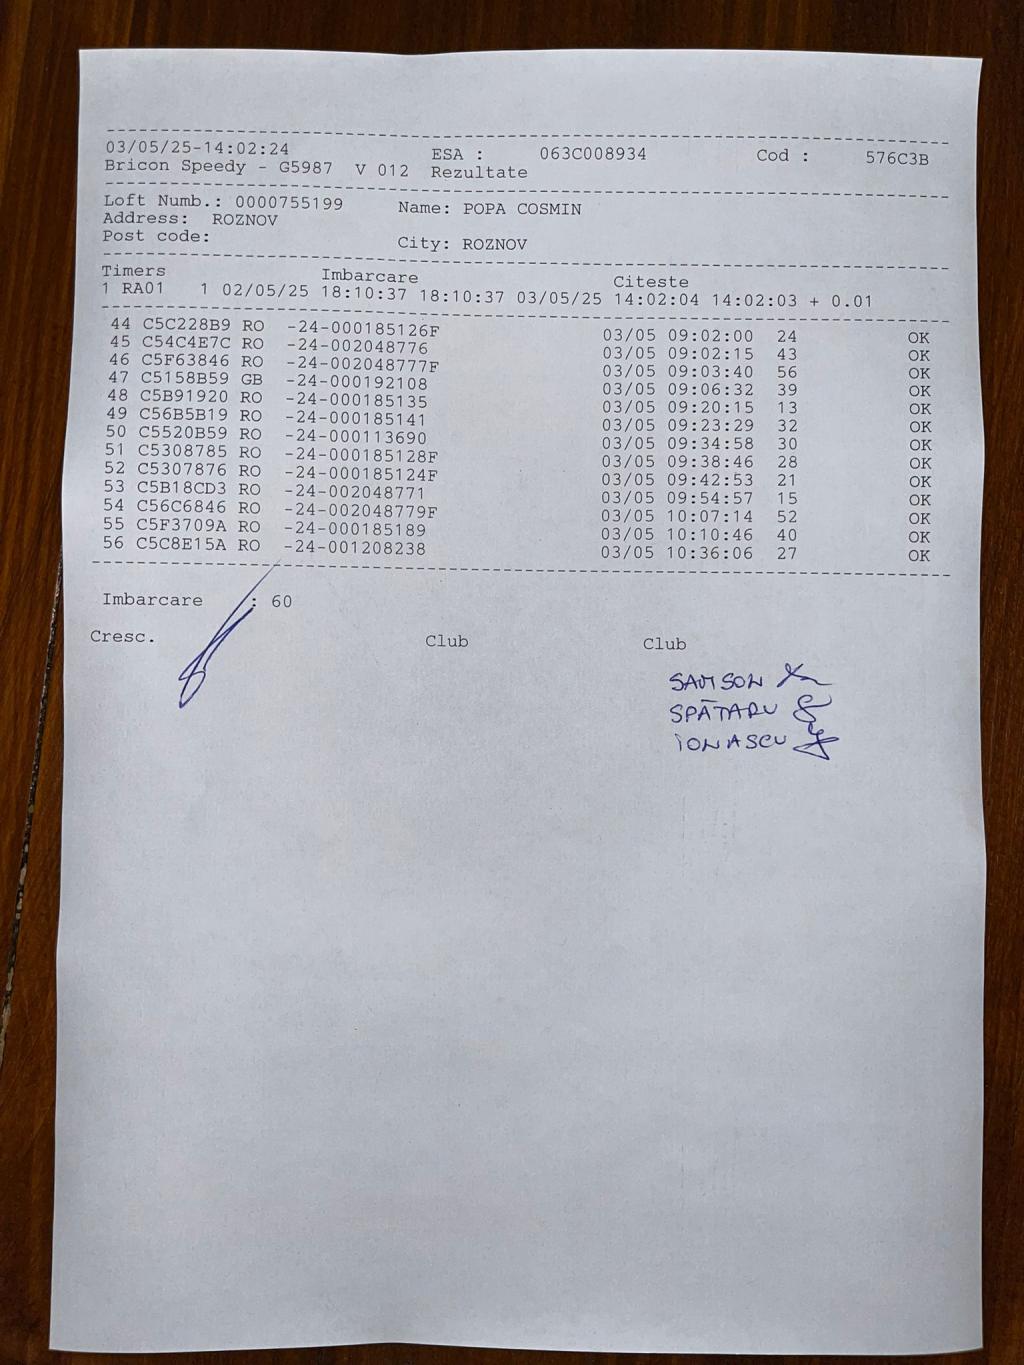 03/05/25-14:02:24 ESA : 063C008934 Cod : 576C3B
Bricon Speedy - G5987 V 012 Rezultate
Loft Numb.: 0000755199 Name: POPA COSMIN
Address: ROZNOV
Post code: City: ROZNOV
Timers Imbarcare Citeste
1 RA01 1 02/05/25 18:10:37 18:10:37 03/05/25 14:02:04 14:02:03 + 0.01
44 C5C228B9 RO -24-000185126F 03/05 09:02:00 24 OK
45 C54C4E7C RO -24-002048776 03/05 09:02:15 43 OK
46 C5F63846 RO -24-002048777F 03/05 09:03:40 56 OK
47 C5158B59 GB -24-000192108 03/05 09:06:32 39 OK
48 C5B91920 RO -24-000185135 03/05 09:20:15 13 OK
49 C56B5B19 RO -24-000185141 03/05 09:23:29 32 OK
50 C5520B59 RO -24-000113690 03/05 09:34:58 30 OK
51 C5308785 RO -24-000185128F 03/05 09:38:46 28 OK
52 C5307876 RO -24-000185124F 03/05 09:42:53 21 OK
53 C5B18CD3 RO -24-002048771 03/05 09:54:57 15 OK
54 C56C6846 RO -24-002048779F 03/05 10:07:14 52 OK
55 C5F3709A RO -24-000185189 03/05 10:10:46 40 OK
56 C5C8E15A RO -24-001208238 03/05 10:36:06 27 OK
Imbarcare : 60
Cresc. Club Club
SAMSON
SPĂTARU
IONASCU